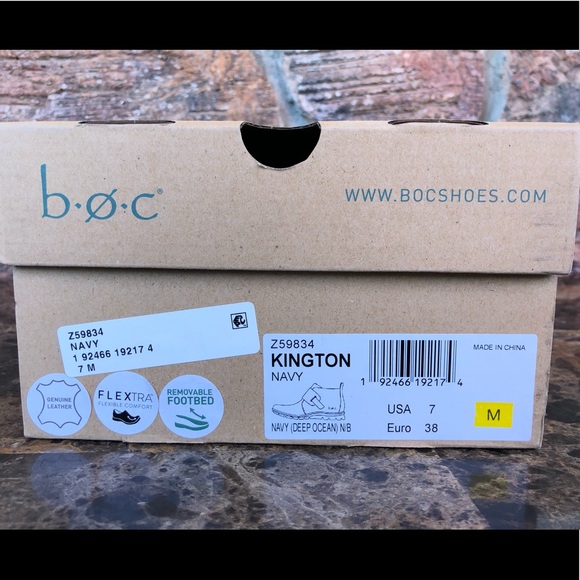 b•ø•c®
WWW.BOCSHOES.COM
Z59834
NAVY
1 92466 19217 4
7 M
GENUINE
LEATHER
FLEXTRA™
FLEXIBLE COMFORT
REMOVABLE
FOOTBED
Z59834
KINGTON
NAVY
NAVY (DEEP OCEAN) N/B
1 92466 19217 4
MADE IN CHINA
USA 7
Euro 38
M